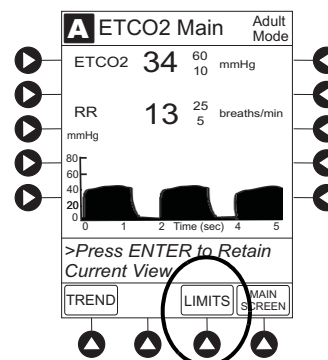 A ETCO2 Main Adult Mode
ETCO2 34 60 10 mmHg
RR 13 25 5 breaths/min
mmHg
80
60
40
20
0
0 1 2 Time (sec) 4 5
>Press ENTER to Retain
Current View
TREND LIMITS MAIN SCREEN